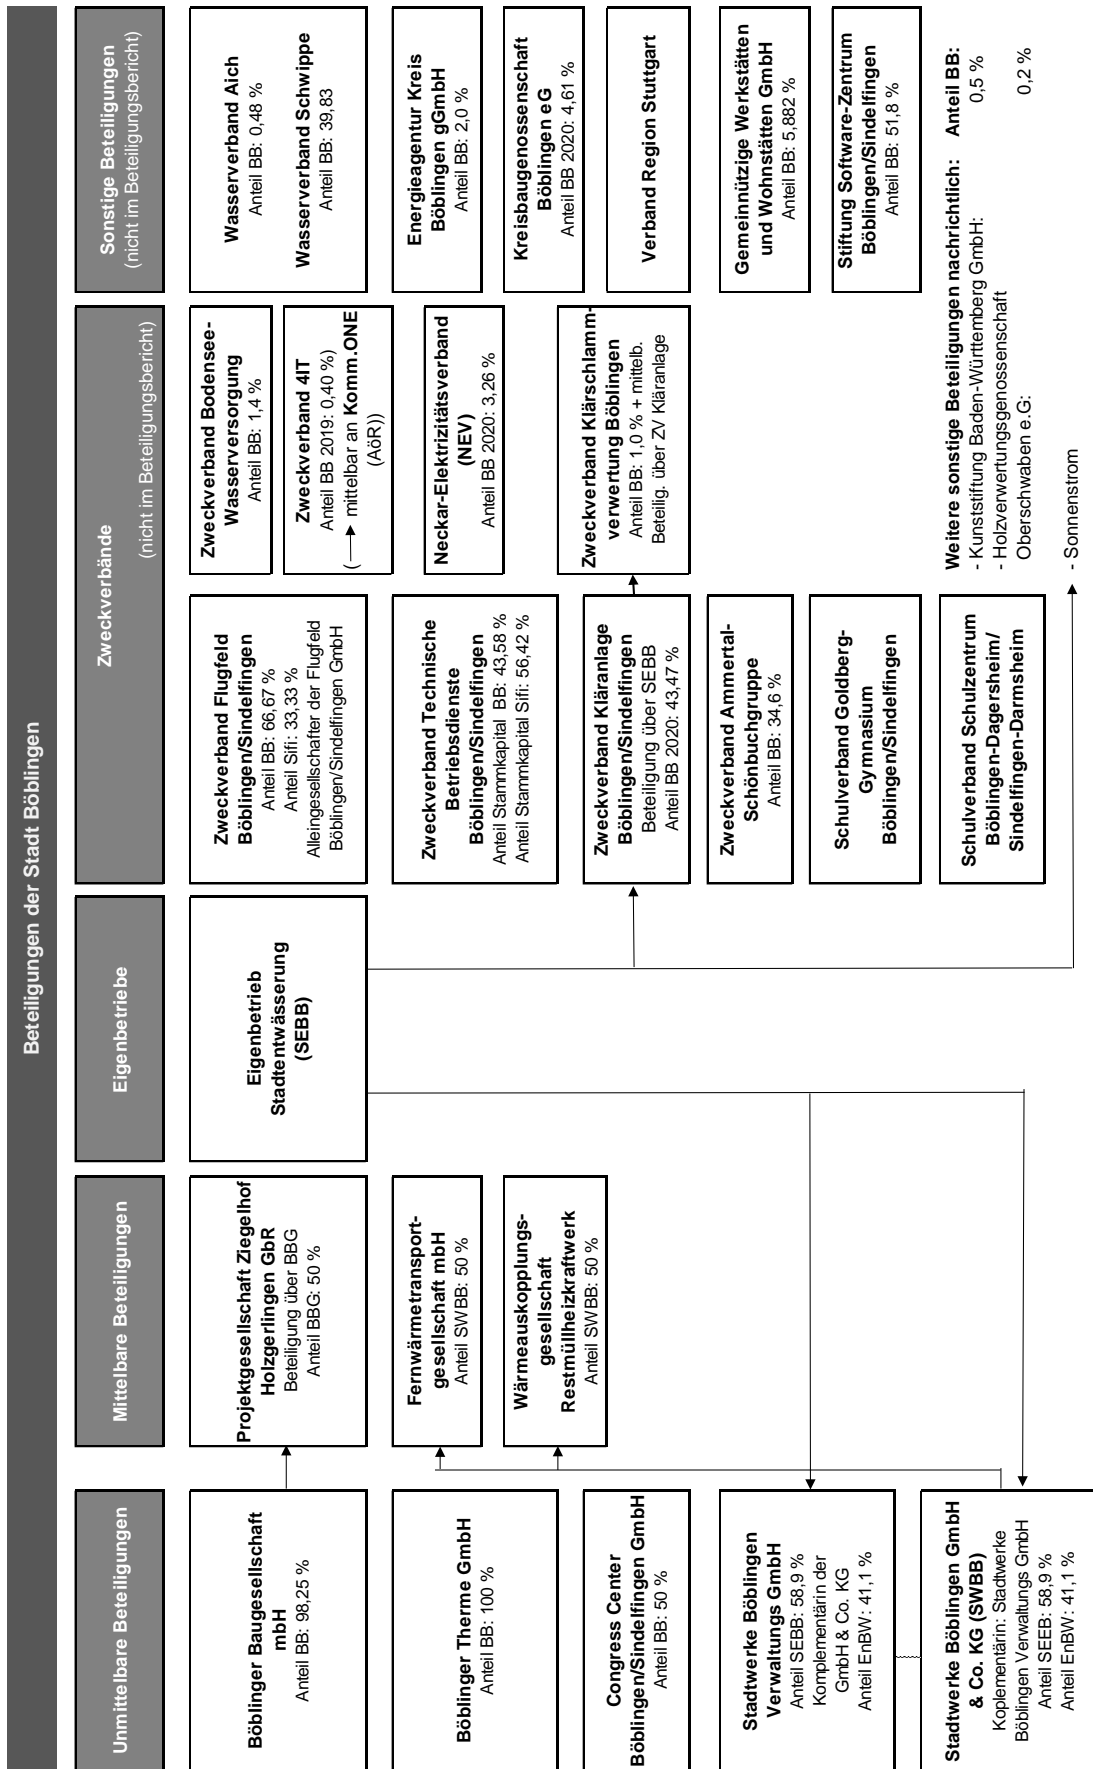 Beteiligungen der Stadt Böblingen
Unmittelbare Beteiligungen
Böblinger Baugesellschaft
mbH
Anteil BB: 98,25 %
Böblinger Therme GmbH
Anteil BB: 100 %
Congress Center
Böblingen/Sindelfingen GmbH
Anteil BB: 50 %
Stadtwerke Böblingen
Verwaltungs GmbH
Anteil SEBB: 58,9 %
Komplementärin der
GmbH & Co. KG
Anteil EnBW: 41,1 %
Stadtwerke Böblingen GmbH
& Co. KG (SWBB)
Koplementärin: Stadtwerke
Böblingen Verwaltungs GmbH
Anteil SEEB: 58,9 %
Anteil EnBW: 41,1 %
Mittelbare Beteiligungen
Projektgesellschaft Ziegelhof
Holzgerlingen GbR
Beteiligung über BBG
Anteil BBG: 50 %
Fernwärmetransport-
gesellschaft mbH
Anteil SWBB: 50 %
Wärmeauskopplungs-
gesellschaft
Restmüllheizkraftwerk
Anteil SWBB: 50 %
Eigenbetriebe
Eigenbetrieb
Stadtentwässerung
(SEBB)
Zweckverbände
(nicht im Beteiligungsbericht)
Zweckverband Flugfeld
Böblingen/Sindelfingen
Anteil BB: 66,67 %
Anteil Sifi: 33,33 %
Alleingesellschafter der Flugfeld
Böblingen/Sindelfingen GmbH
Zweckverband Technische
Betriebsdienste
Böblingen/Sindelfingen
Anteil Stammkapital BB: 43,58 %
Anteil Stammkapital Sifi: 56,42 %
Zweckverband Kläranlage
Böblingen/Sindelfingen
Beteiligung über SEBB
Anteil BB 2020: 43,47 %
Zweckverband Ammertal-
Schönbuchgruppe
Anteil BB: 34,6 %
Schulverband Goldberg-
Gymnasium
Böblingen/Sindelfingen
Schulverband Schulzentrum
Böblingen-Dagersheim/
Sindelfingen-Darmsheim
Zweckverband Bodensee-
Wasserversorgung
Anteil BB: 1,4 %
Zweckverband 4IT
Anteil BB 2019: 0,40 %)
(→ mittelbar an Komm.ONE
(AöR))
Neckar-Elektrizitätsverband
(NEV)
Anteil BB 2020: 3,26 %
Zweckverband Klärschlamm-
verwertung Böblingen
Anteil BB: 1,0 % + mittelb.
Beteilig. über ZV Kläranlage
Sonstige Beteiligungen
(nicht im Beteiligungsbericht)
Wasserverband Aich
Anteil BB: 0,48 %
Wasserverband Schwippe
Anteil BB: 39,83
Energieagentur Kreis
Böblingen gGmbH
Anteil BB: 2,0 %
Kreisbaugenossenschaft
Böblingen eG
Anteil BB 2020: 4,61 %
Verband Region Stuttgart
Gemeinnützige Werkstätten
und Wohnstätten GmbH
Anteil BB: 5,882 %
Stiftung Software-Zentrum
Böblingen/Sindelfingen
Anteil BB: 51,8 %
Weitere sonstige Beteiligungen nachrichtlich: Anteil BB:
- Kunststiftung Baden-Württemberg GmbH: 0,5 %
- Holzverwertungsgenossenschaft
Oberschwaben e.G: 0,2 %
- Sonnenstrom